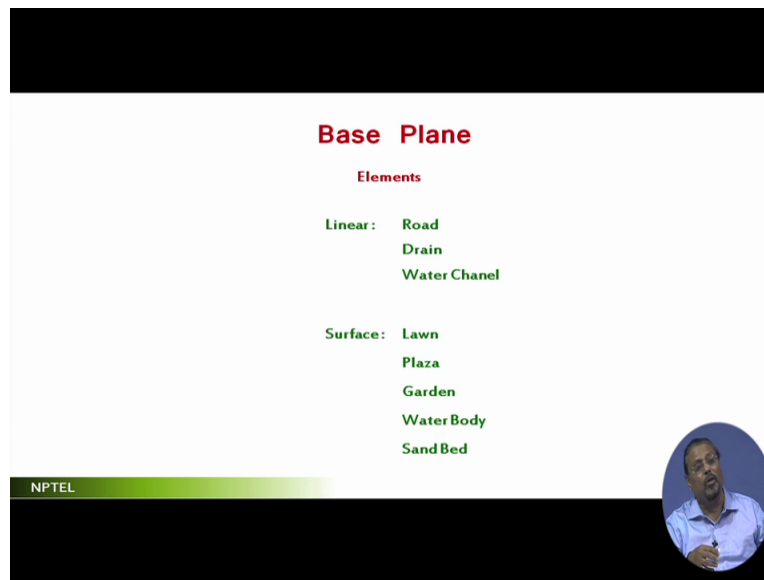 Base Plane
Elements
Linear: Road
Drain
Water Chanel
Surface: Lawn
Plaza
Garden
Water Body
Sand Bed
NPTEL